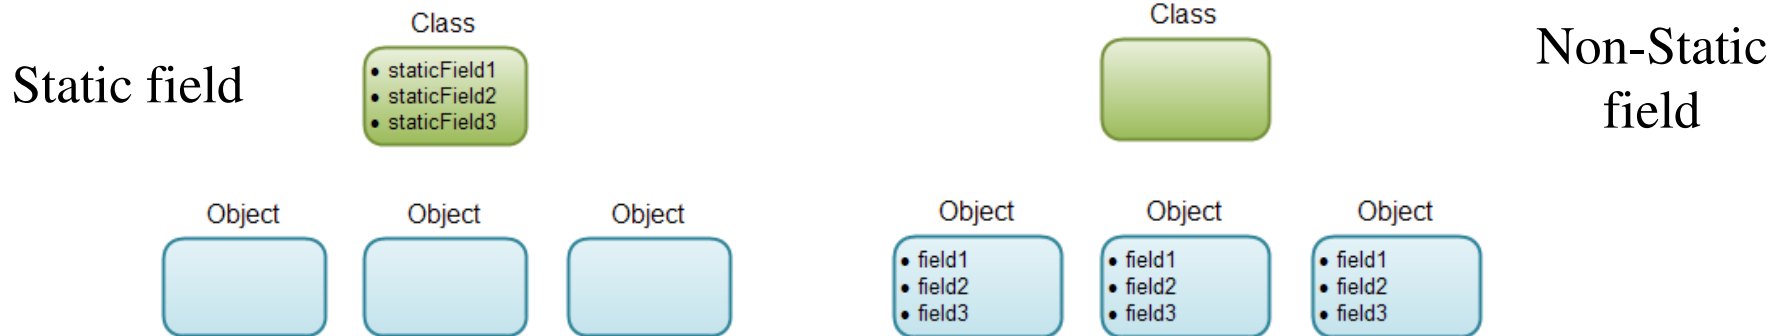 Static field
Class
• staticField1
• staticField2
• staticField3
Object
Object
Object
Class
Non-Static
field
Object
• field1
• field2
• field3
Object
• field1
• field2
• field3
Object
• field1
• field2
• field3